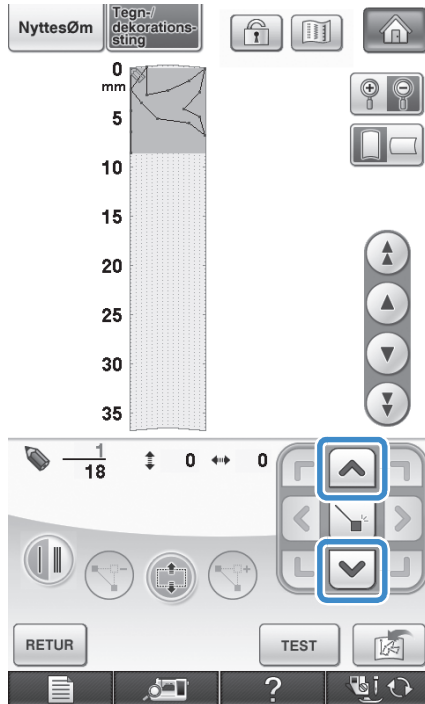 NyttesØm
Tegn-/
dekorations-
sting
0
mm
5
10
15
20
25
30
35
1
18
0
0
RETUR
TEST
?